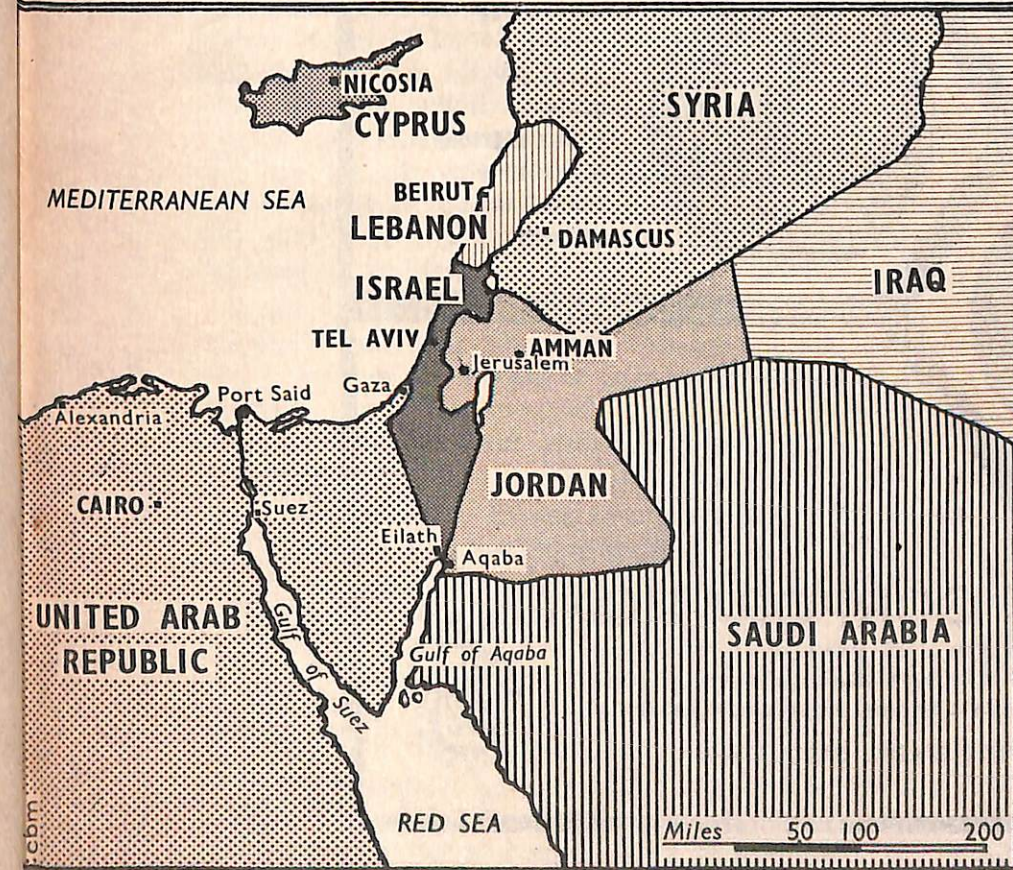 NICOSIA
CYPRUS
SYRIA
MEDITERRANEAN SEA
BEIRUT
LEBANON
DAMASCUS
ISRAEL
IRAQ
TEL AVIV
AMMAN
Jerusalem
Gaza
Port Said
Alexandria
JORDAN
CAIRO
Suez
Eilath
Aqaba
UNITED ARAB
REPUBLIC
SAUDI ARABIA
Gulf of Suez
Gulf of Aqaba
RED SEA
Miles 50 100 200
cbm